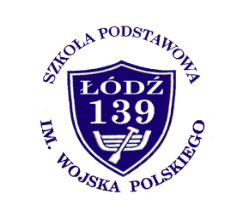 SZKOŁA PODSTAWOWA
ŁÓDŹ
139
IM. WOJSKA POLSKIEGO